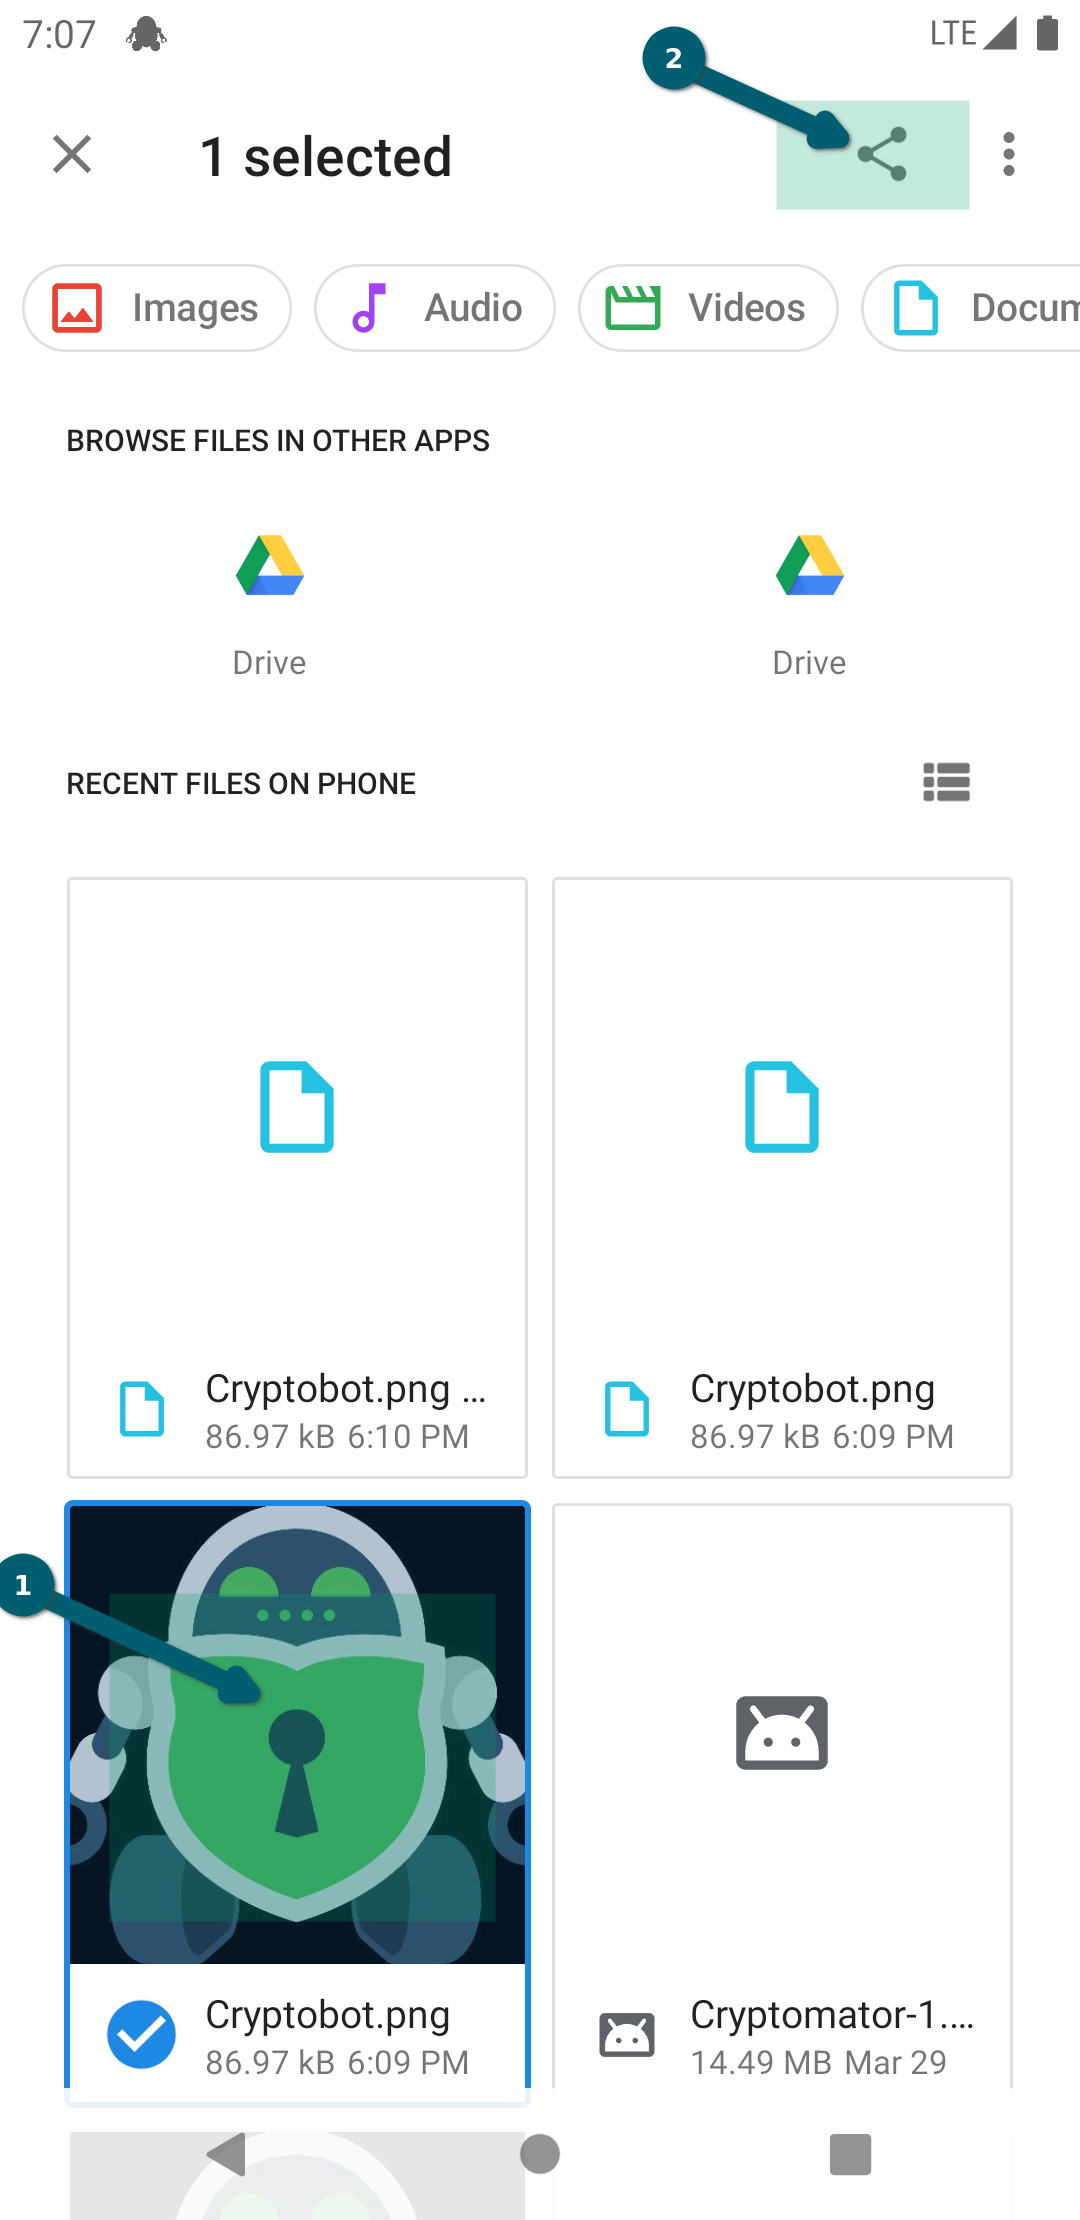 7:07
LTE
2
1 selected
Images
Audio
Videos
Docum
BROWSE FILES IN OTHER APPS
Drive
Drive
RECENT FILES ON PHONE
Cryptobot.png ...
86.97 kB 6:10 PM
Cryptobot.png
86.97 kB 6:09 PM
1
Cryptobot.png
86.97 kB 6:09 PM
Cryptomator-1....
14.49 MB Mar 29